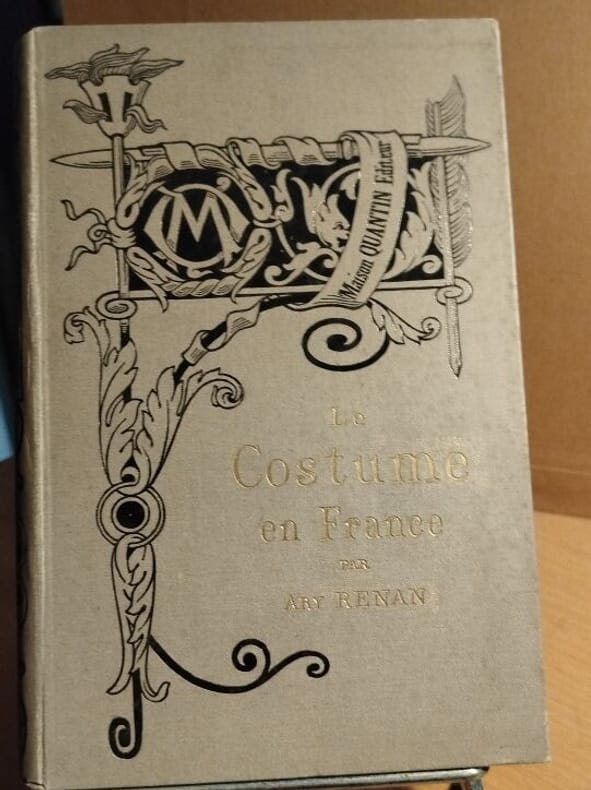 Maison QUANTIN Editeur
Le
Costume
en France
PAR
ARY RENAN